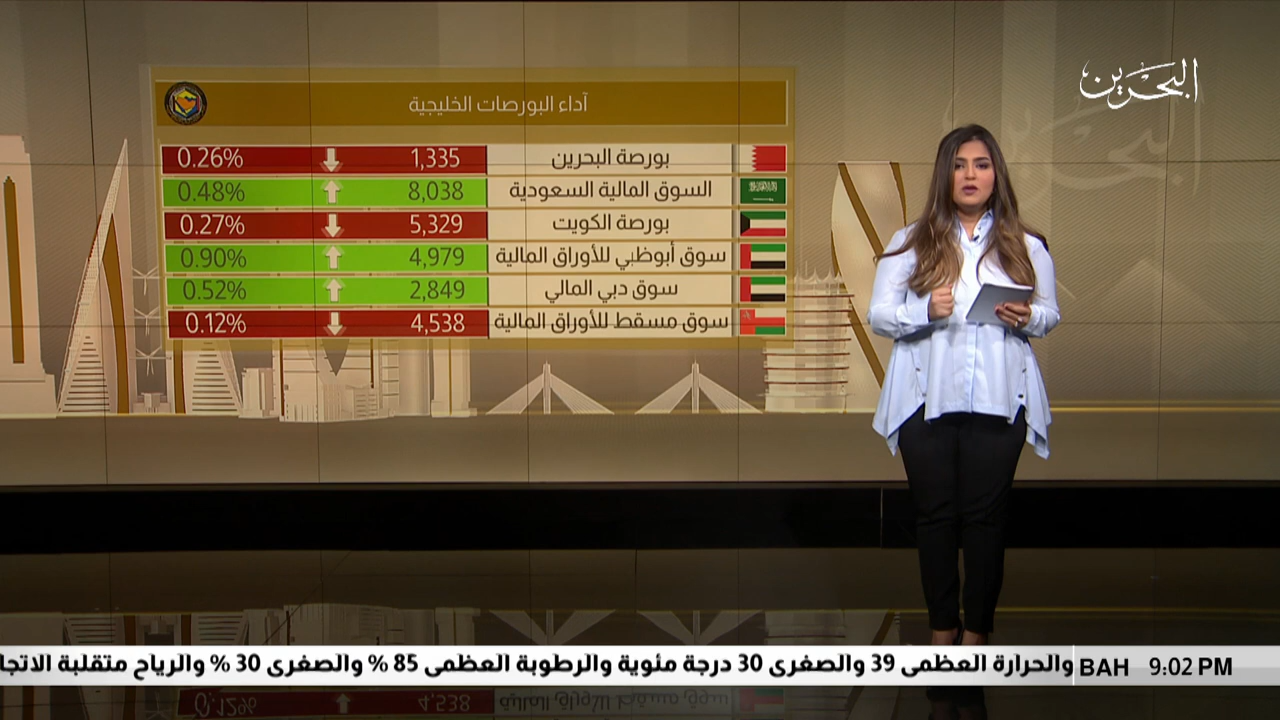 البحرين
آداء البورصات الخليجية
بورصة البحرين 1,335 0.26%
السوق المالية السعودية 8,038 0.48%
بورصة الكويت 5,329 0.27%
سوق أبوظبي للأوراق المالية 4,979 0.90%
سوق دبي المالي 2,849 0.52%
سوق مسقط للأوراق المالية 4,538 0.12%
BAH 9:02 PM
والحرارة العظمى 39 والصغرى 30 درجة مئوية والرطوبة العظمى 85 % والصغرى 30 % والرياح متقلبة الاتجا